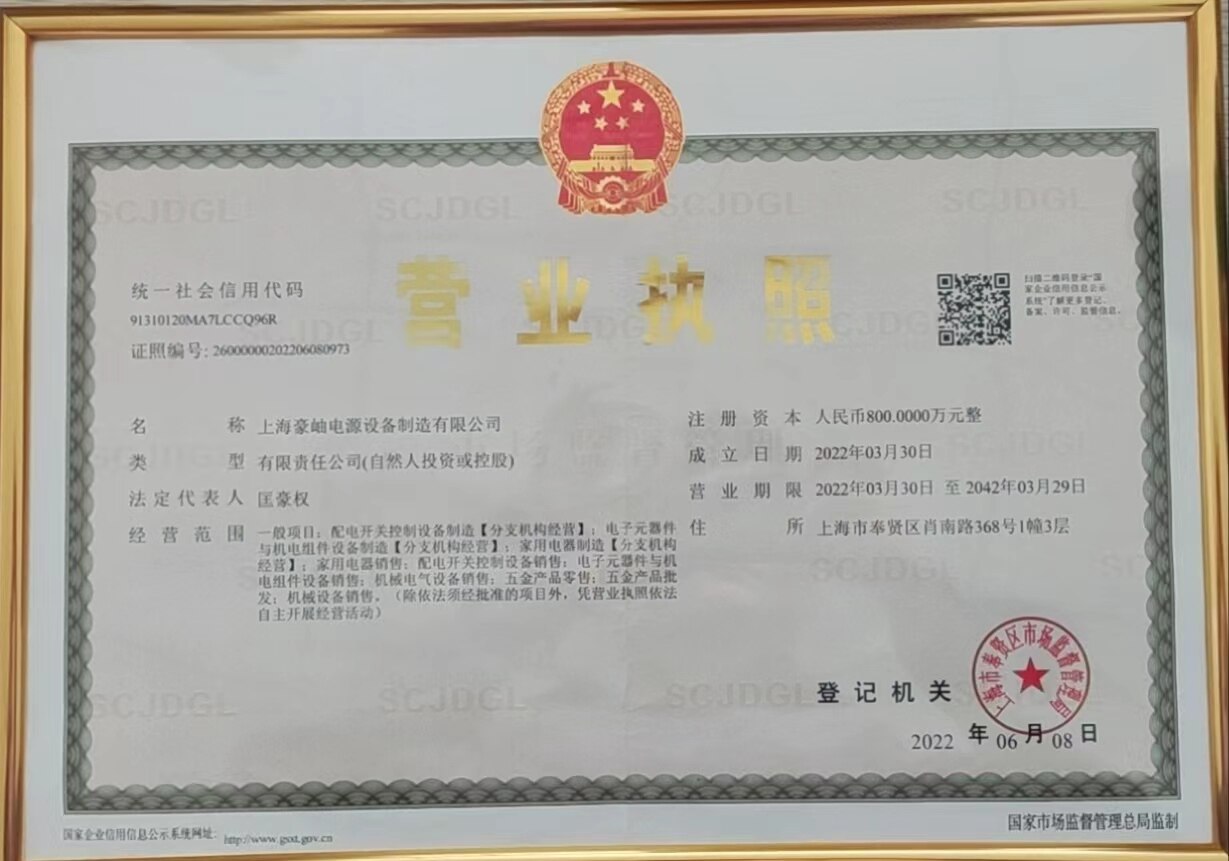 营业执照
统一社会信用代码
91310120MA7LCCQ96R
证照编号: 26000000202206080973
扫描二维码登录“国
家企业信用信息公示
系统”了解更多登记、
备案、许可、监管信息。
名称 上海豪岫电源设备制造有限公司
类型 有限责任公司(自然人投资或控股)
法定代表人 匡豪权
经营范围 一般项目：配电开关控制设备制造【分支机构经营】；电子元器件
与机电组件设备制造【分支机构经营】；家用电器制造【分支机构
经营】；家用电器销售；配电开关控制设备销售；电子元器件与机
电组件设备销售；机械电气设备销售；五金产品零售；五金产品批
发；机械设备销售。（除依法须经批准的项目外，凭营业执照依法
自主开展经营活动）
注册资本 人民币800.0000万元整
成立日期 2022年03月30日
营业期限 2022年03月30日 至 2042年03月29日
住所 上海市奉贤区肖南路368号1幢3层
登记机关
上海市奉贤区市场监督管理局
2022 年 06 月 08 日
国家企业信用信息公示系统网址: http://www.gsxt.gov.cn
国家市场监督管理总局监制
SCJDGL